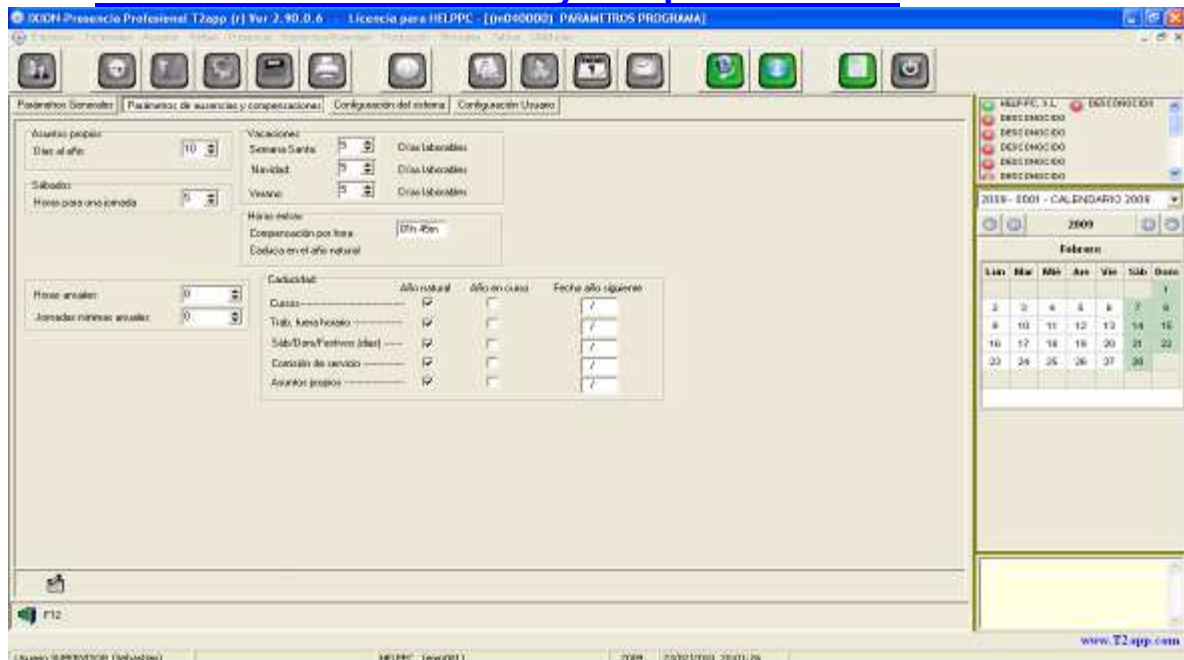 IXION-Presencia Profesional T2app (r) Ver 2.90.0.6 Licencia para HELPPC - [(m040000) PARAMETROS PROGRAMA]
Parámetros Generales Parámetros de ausencias y compensaciones Configuración del sistema Configuración Usuario
Asuntos propios
Días al año: 10
Sábados
Horas para una jornada 5
Vacaciones
Semana Santa: 5 Días laborables
Navidad: 5 Días laborables
Verano: 5 Días laborables
Horas extras
Compensación por hora 01h 45m
Caduca en el año natural
Horas anuales: 0
Jornadas mínimas anuales: 0
Caducidad
Año natural Año en curso Fecha año siguiente
Cursos /
Trab. fuera horario /
Sáb/Dom/Festivos (días) /
Comisión de servicio /
Asuntos propios /
F12
HELP-PC, S.L. DESCONOCIDO
DESCONOCIDO
DESCONOCIDO
DESCONOCIDO
DESCONOCIDO
DESCONOCIDO
2009 - 0001 - CALENDARIO 2009
2009
Febrero
Lun Mar Mié Jue Vie Sáb Dom
1
2 3 4 5 6 7 8
9 10 11 12 13 14 15
16 17 18 19 20 21 22
23 24 25 26 27 28
www.T2app.com
Usuario SUPERVISOR (Sebastian) HELPPC 2009